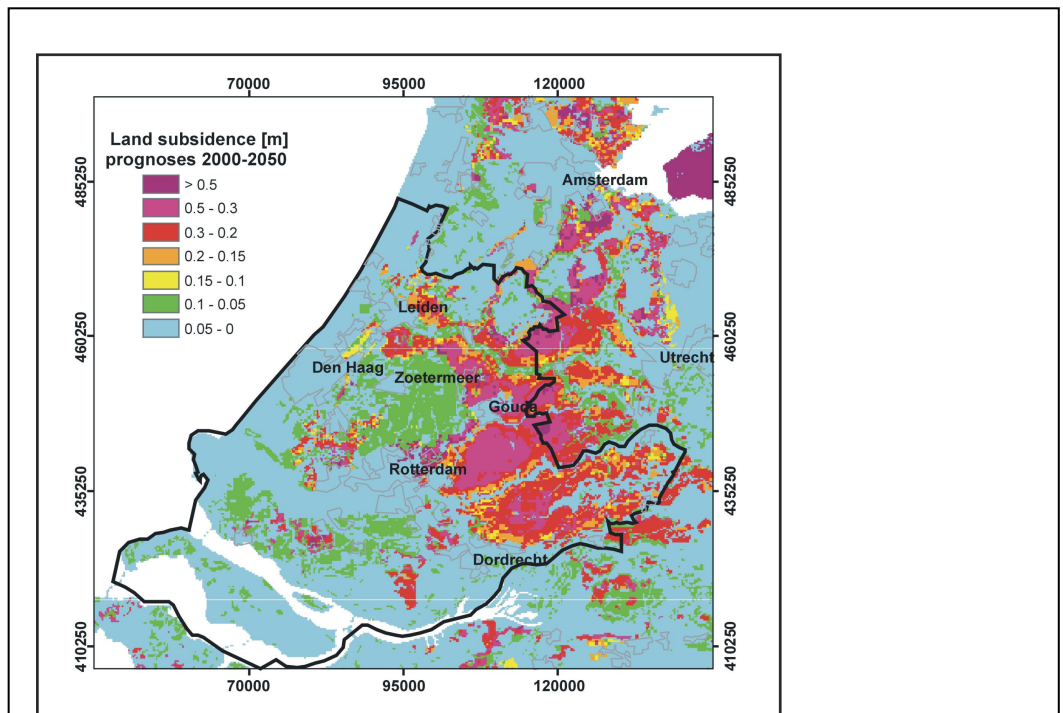 70000 95000 120000
Land subsidence [m]
prognoses 2000-2050
> 0.5
0.5 - 0.3
0.3 - 0.2
0.2 - 0.15
0.15 - 0.1
0.1 - 0.05
0.05 - 0
485250 485250
Amsterdam
Leiden
460250 460250
Utrecht
Den Haag
Zoetermeer
Gouda
Rotterdam
435250 435250
Dordrecht
410250 410250
70000 95000 120000